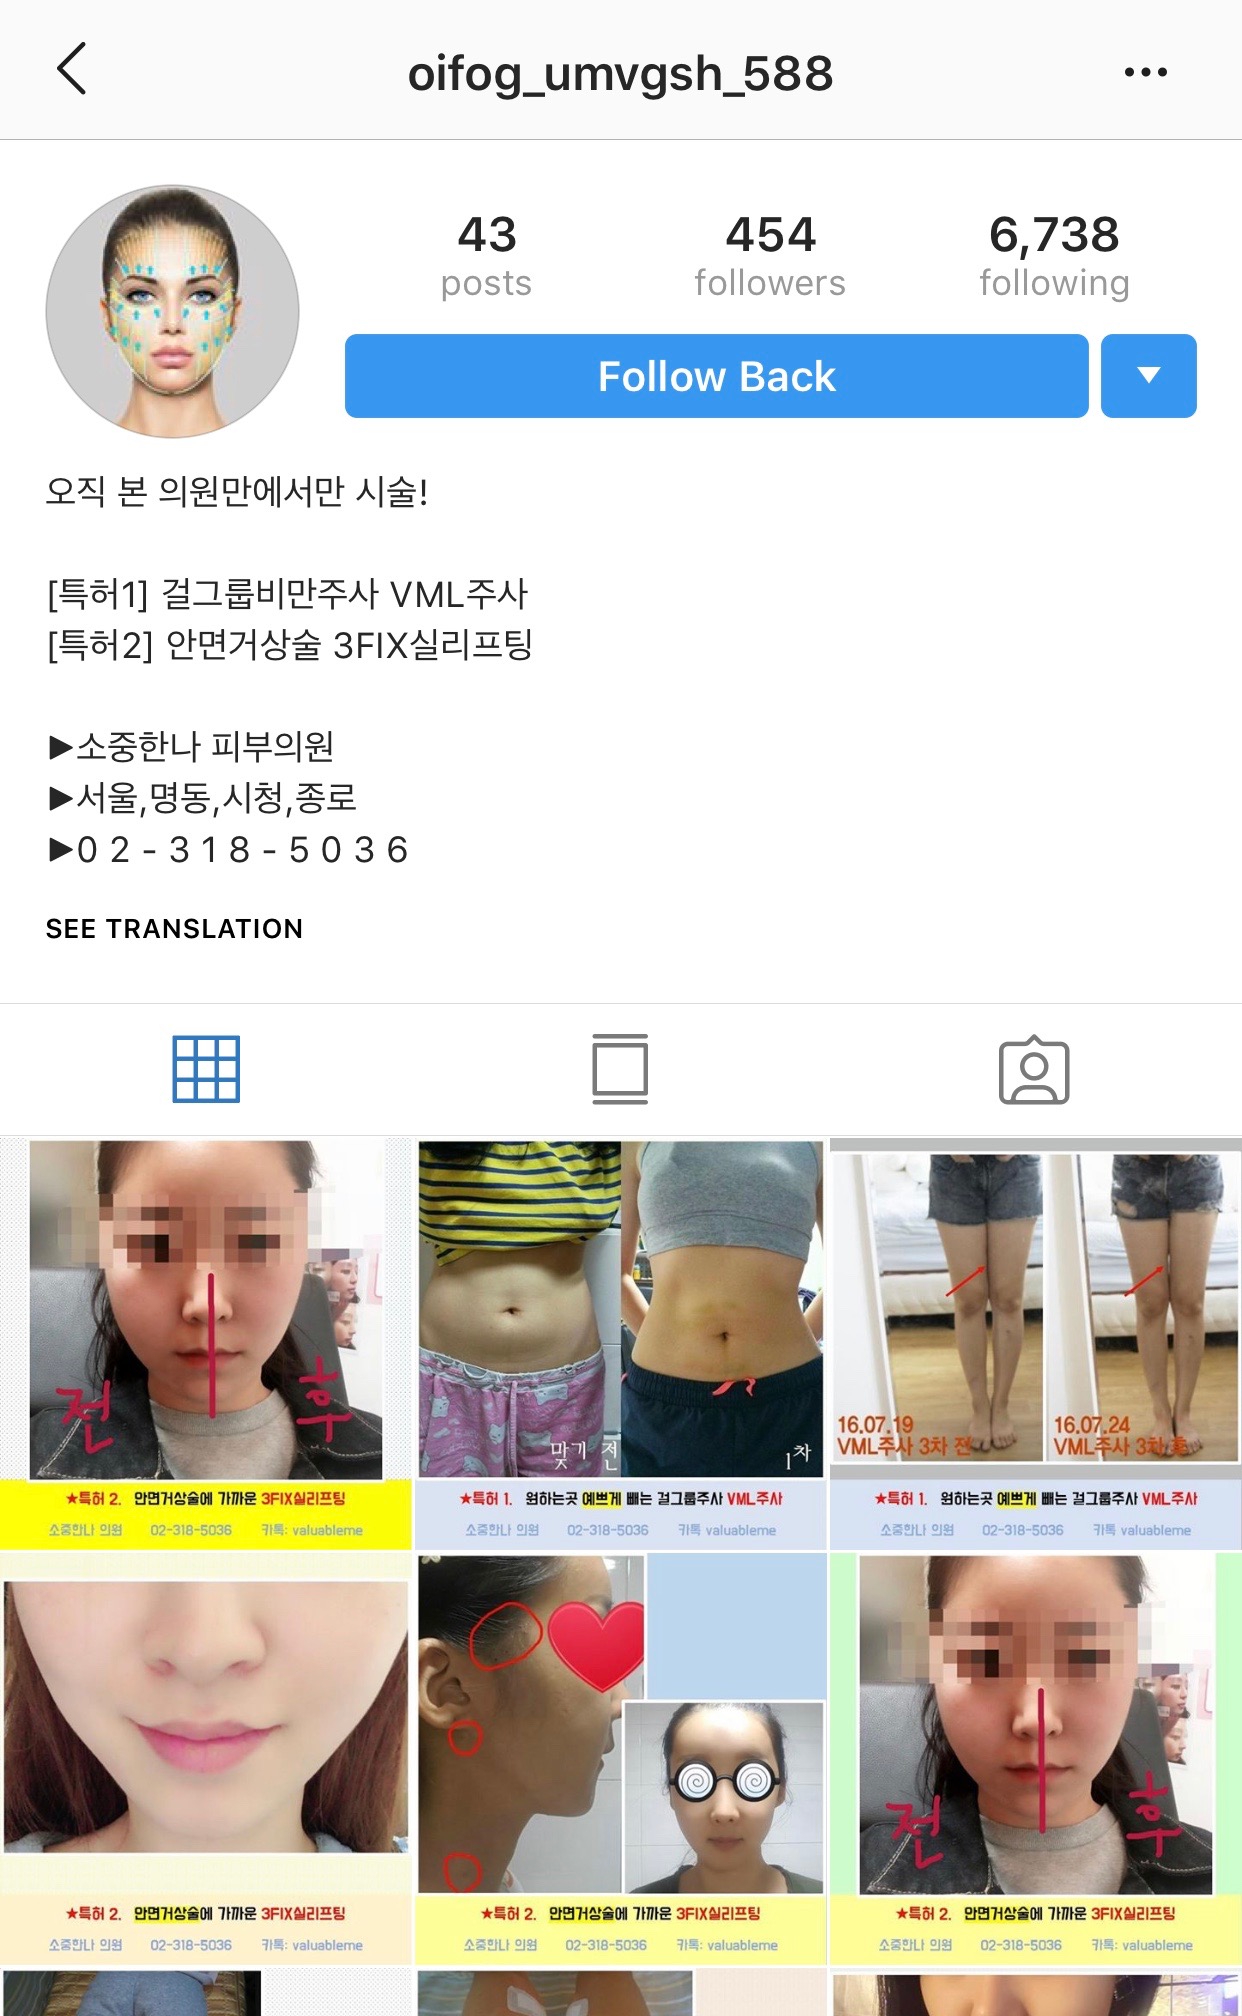 oifog_umvgsh_588
43
posts
454
followers
6,738
following
Follow Back
오직 본 의원만에서만 시술!
[특허1] 걸그룹비만주사 VML주사
[특허2] 안면거상술 3FIX실리프팅
▶소중한나 피부의원
▶서울,명동,시청,종로
▶0 2 - 3 1 8 - 5 0 3 6
SEE TRANSLATION
전 후
★특허 2. 안면거상술에 가까운 3FIX실리프팅
소중한나 의원 02-318-5036 카톡: valuableme
맞기 전 1차
★특허 1. 원하는곳 예쁘게 빼는 걸그룹주사 VML주사
소중한나 의원 02-318-5036 카톡 valuableme
16.07.19
VML주사 3차 전
16.07.24
VML주사 3차 후
★특허 1. 원하는곳 예쁘게 빼는 걸그룹주사 VML주사
소중한나 의원 02-318-5036 카톡 valuableme
★특허 2. 안면거상술에 가까운 3FIX실리프팅
소중한나 의원 02-318-5036 카톡: valuableme
★특허 2. 안면거상술에 가까운 3FIX실리프팅
소중한나 의원 02-318-5036 카톡: valuableme
전 후
★특허 2. 안면거상술에 가까운 3FIX실리프팅
소중한나 의원 02-318-5036 카톡: valuableme